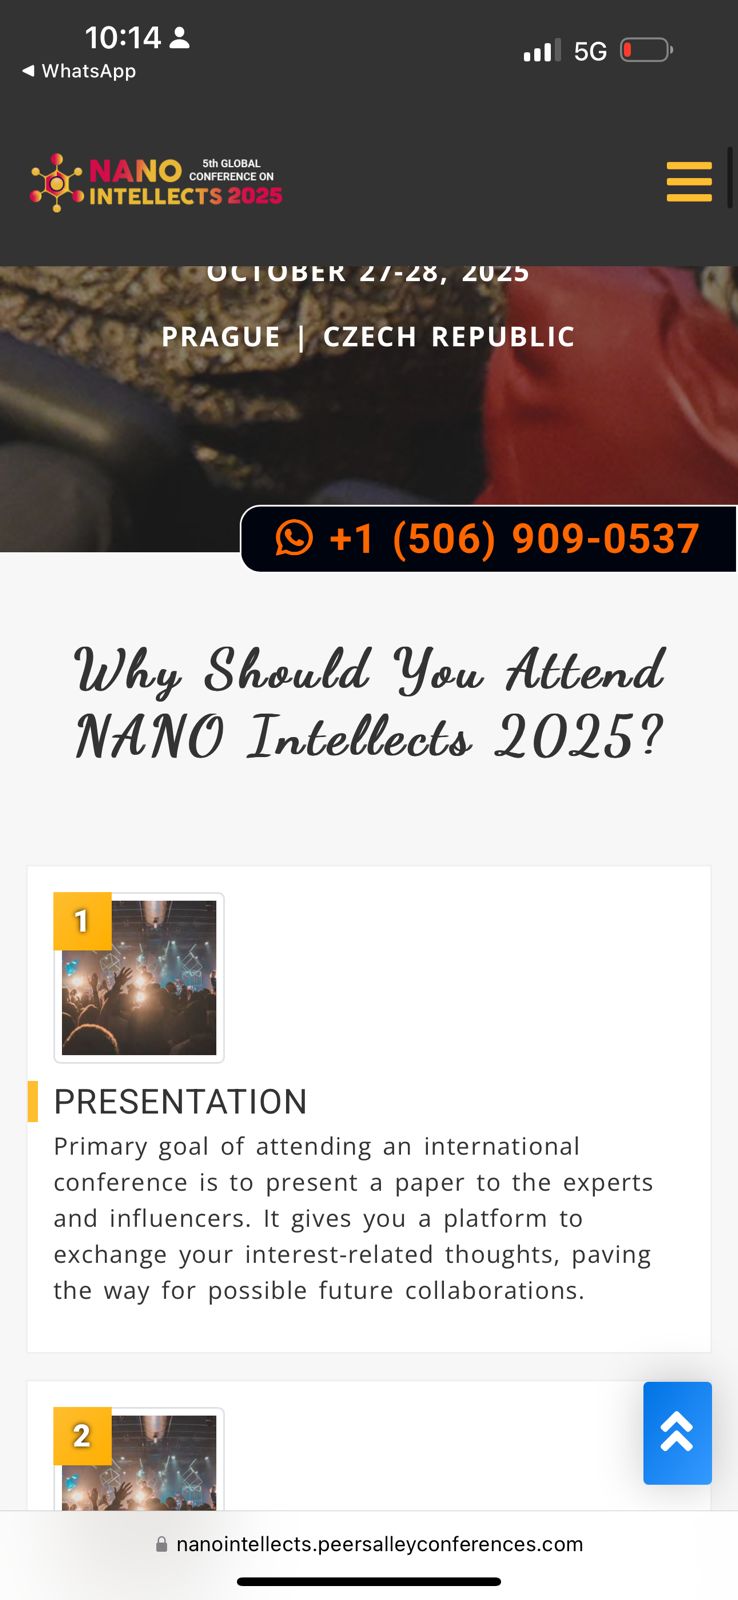 10:14
5G
WhatsApp
NANO 5th GLOBAL CONFERENCE ON
INTELLECTS 2025
OCTOBER 27-28, 2025
PRAGUE | CZECH REPUBLIC
+1 (506) 909-0537
Why Should You Attend
NANO Intellects 2025?
1
PRESENTATION
Primary goal of attending an international
conference is to present a paper to the experts
and influencers. It gives you a platform to
exchange your interest-related thoughts, paving
the way for possible future collaborations.
2
nanointellects.peersalleyconferences.com